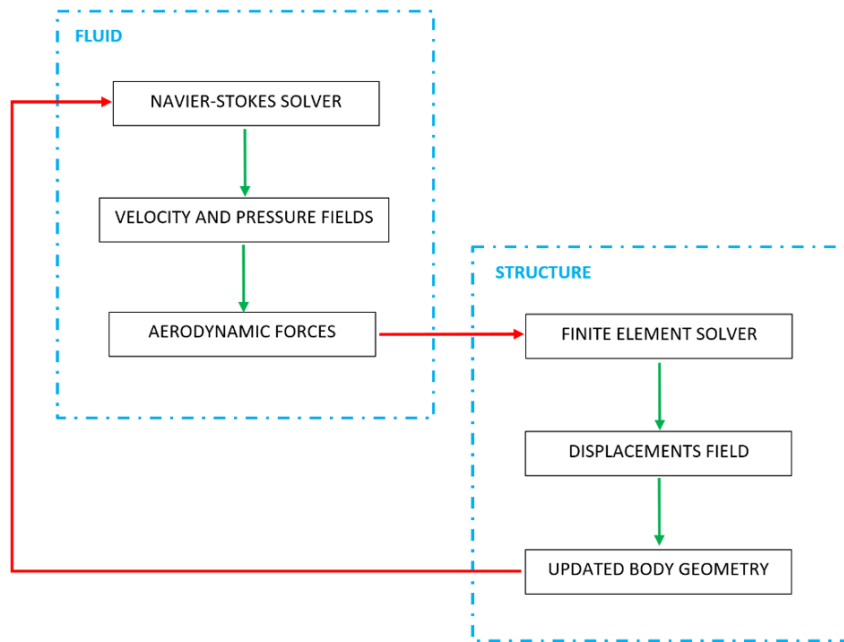 FLUID
NAVIER-STOKES SOLVER
VELOCITY AND PRESSURE FIELDS
AERODYNAMIC FORCES
STRUCTURE
FINITE ELEMENT SOLVER
DISPLACEMENTS FIELD
UPDATED BODY GEOMETRY